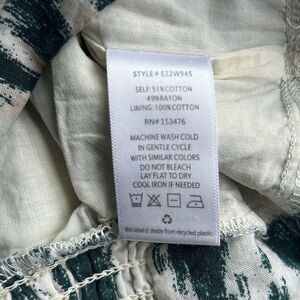 STYLE# E22W945
SELF: 51% COTTON
49% RAYON
LINING: 100% COTTON
RN# 153476
MACHINE WASH COLD
IN GENTLE CYCLE
WITH SIMILAR COLORS
DO NOT BLEACH
LAY FLAT TO DRY
COOL IRON IF NEEDED
this label is made from recycled plastic